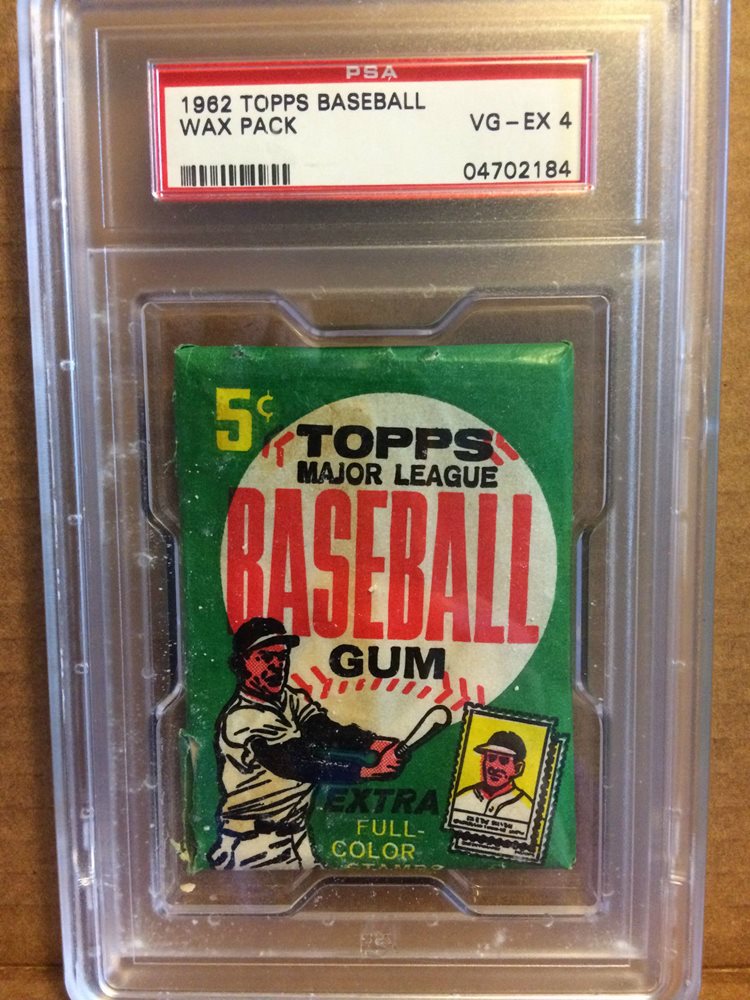 PSA
1962 TOPPS BASEBALL
WAX PACK
VG-EX 4
04702184
5¢
TOPPS
MAJOR LEAGUE
BASEBALL
GUM
EXTRA
FULL-
COLOR
STAMPS